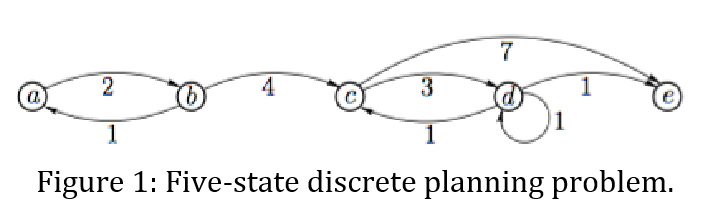 7
a 2 b 4 c 3 d 1 e
1 1 1
Figure 1: Five-state discrete planning problem.